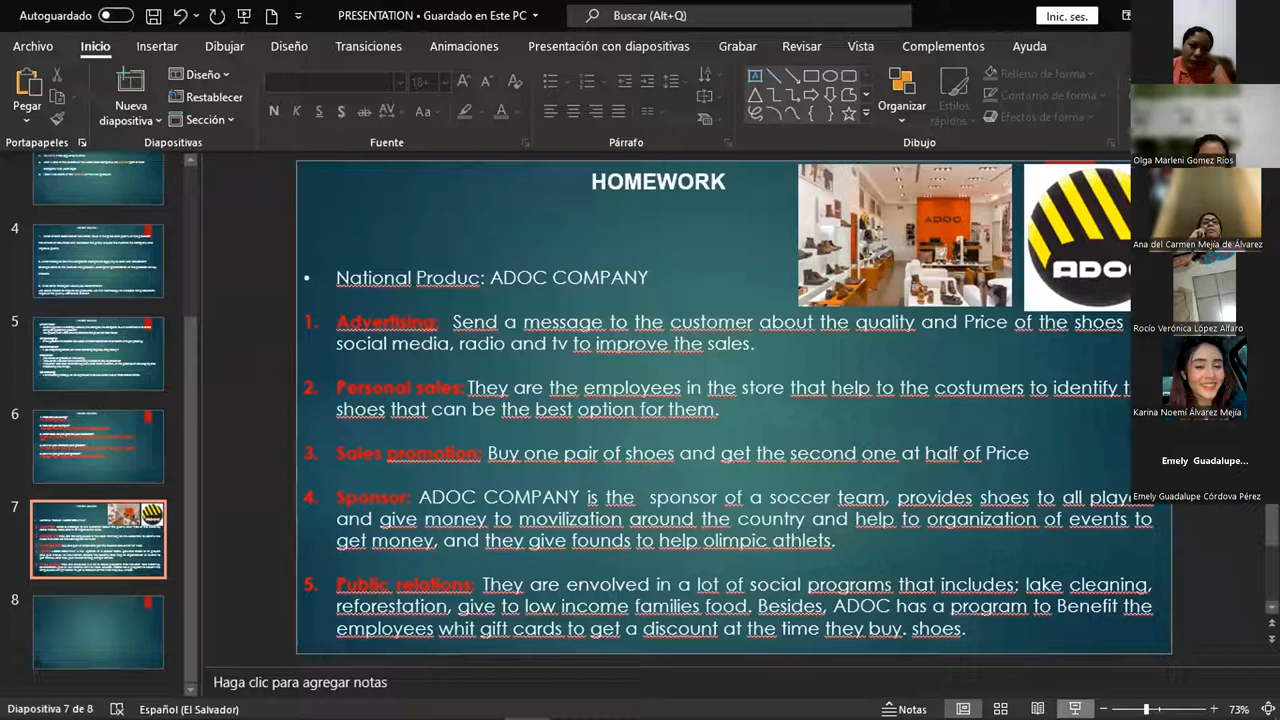 Autoguardado
PRESENTATION • Guardado en Este PC
Buscar (Alt+Q)
Inic. ses.
Archivo Inicio Insertar Dibujar Diseño Transiciones Animacio Presentación con diapositivas Grabar Revisar Vista Complementos Ayuda
Pegar
Nueva
diapositiva
Diseño
Restablecer
Sección
18+
N K S S ab AV Aa A
Organizar
Estilos
rápidos
Relleno de forma
Contorno de forma
Efectos de forma
Portapapeles Diapositivas Fuente Párrafo Dibujo
Olga Marleni Gomez Rios
Ana del Carmen Mejía de Álvarez
Rocío Verónica López Alfaro
Karina Noemí Álvarez Mejía
Emely Guadalupe...
Emely Guadalupe Córdova Pérez
4
5
6
7
8
HOMEWORK
ADOC
ADOC
• National Produc: ADOC COMPANY
1. Advertising: Send a message to the customer about the quality and Price of the shoes
social media, radio and tv to improve the sales.
2. Personal sales: They are the employees in the store that help to the costumers to identify t
shoes that can be the best option for them.
3. Sales promotion: Buy one pair of shoes and get the second one at half of Price
4. Sponsor: ADOC COMPANY is the sponsor of a soccer team, provides shoes to all playe
and give money. reconciliation around the country and help to organization of events to
get money, and they give founds to help olimpic athlets.
5. Public relations: They are envolved in a lot of social programs that includes: lake cleaning,
reforestation, give to low income families food. Besides, ADOC has a program to Benefit the
employees whit gift cards to get a discount at the time they buy. shoes.
Haga clic para agregar notas
Diapositiva 7 de 8 Español (El Salvador) Notas 73%